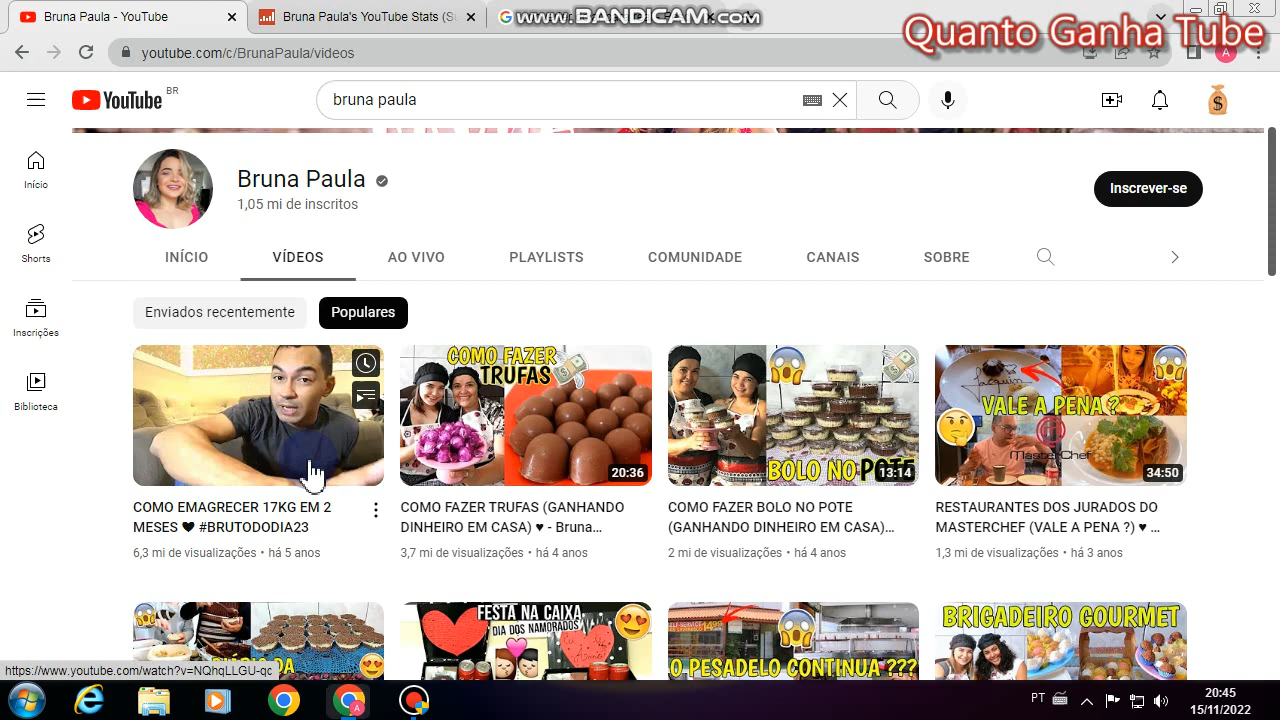 Bruna Paula - YouTube
Bruna Paula's YouTube Stats (Su
www.BANDICAM.com
Quanto Ganha Tube
youtube.com/c/BrunaPaula/videos
A
YouTube BR
bruna paula
Início
Shorts
Inscrições
Biblioteca
Bruna Paula
1,05 mi de inscritos
Inscrever-se
INÍCIO
VÍDEOS
AO VIVO
PLAYLISTS
COMUNIDADE
CANAIS
SOBRE
Enviados recentemente
Populares
COMO FAZER
TRUFAS
20:36
BOLO NO POTE
13:14
Jacquin
VALE A PENA ?
MasterChef
34:50
COMO EMAGRECER 17KG EM 2
MESES ❤ #BRUTODODIA23
6,3 mi de visualizações • há 5 anos
COMO FAZER TRUFAS (GANHANDO
DINHEIRO EM CASA) ♥ - Bruna...
3,7 mi de visualizações • há 4 anos
COMO FAZER BOLO NO POTE
(GANHANDO DINHEIRO EM CASA)...
2 mi de visualizações • há 4 anos
RESTAURANTES DOS JURADOS DO
MASTERCHEF (VALE A PENA ?) ♥ ...
1,3 mi de visualizações • há 3 anos
FESTA NA CAIXA
DIA DOS NAMORADOS
14,99
O PESADELO CONTINUA ???
BRIGADEIRO GOURMET
https://www.youtube.com/watch?v=NQhqLLGU-qc
PT
20:45
15/11/2022